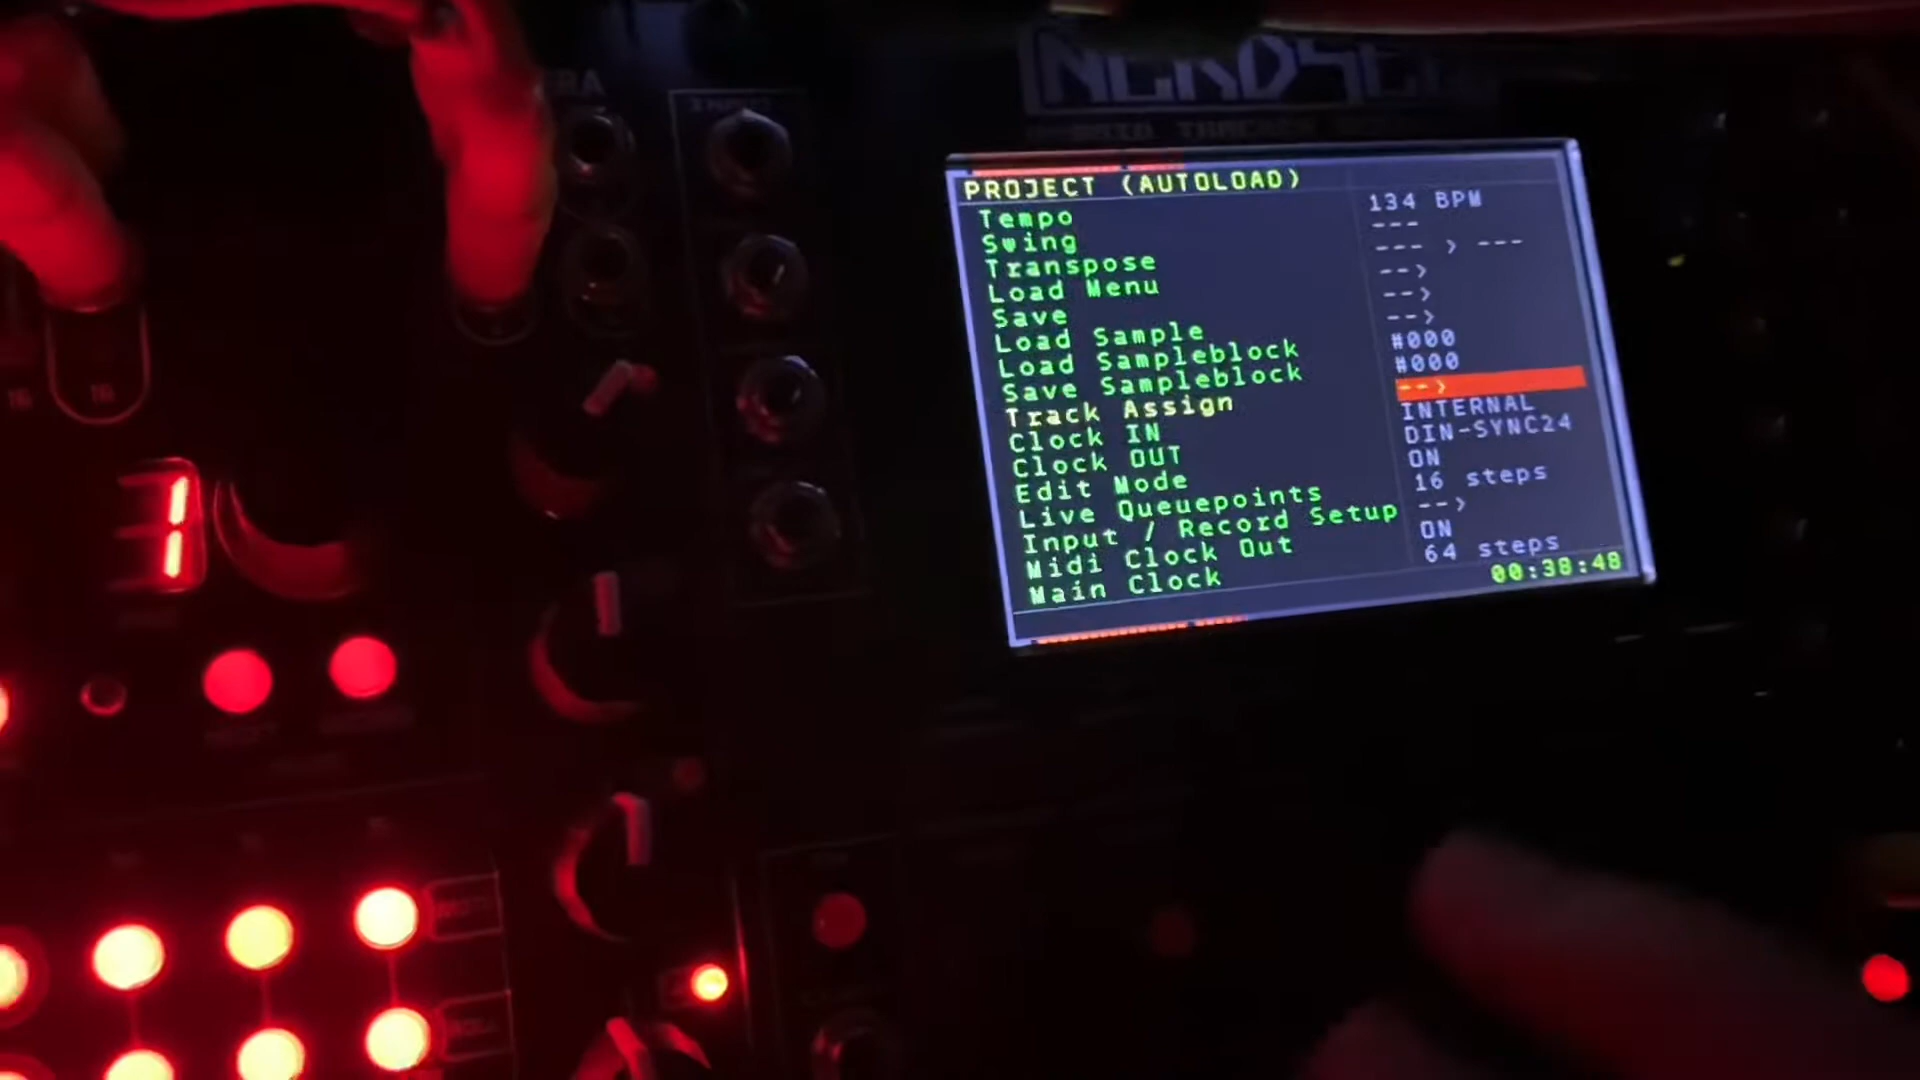 NERDSEQ
PROJECT (AUTOLOAD)
Tempo 134 BPM
Swing ---
Transpose --- > ---
Load Menu -->
Save -->
Load Sample -->
Load Sampleblock #000
Save Sampleblock #000
Track Assign -->
Clock IN INTERNAL
Clock OUT DIN-SYNC24
Edit Mode ON
Live Queuepoints 16 steps
Input / Record Setup -->
Midi Clock Out ON
Main Clock 64 steps
00:38:48
1